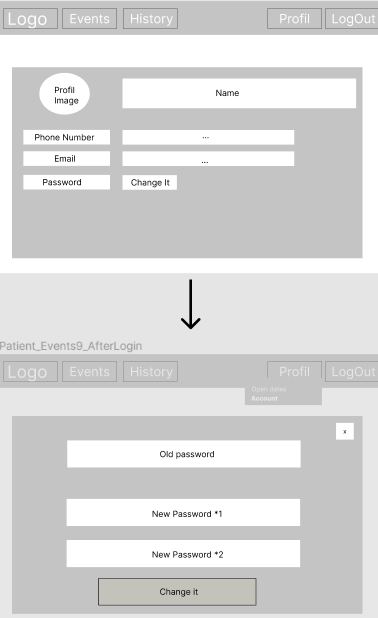 Logo Events History Profil LogOut
Profil
Image
Name
Phone Number ...
Email ...
Password Change It
Patient_Events9_AfterLogin
Logo Events History Profil LogOut
Open dates
Account
x
Old password
New Password *1
New Password *2
Change it